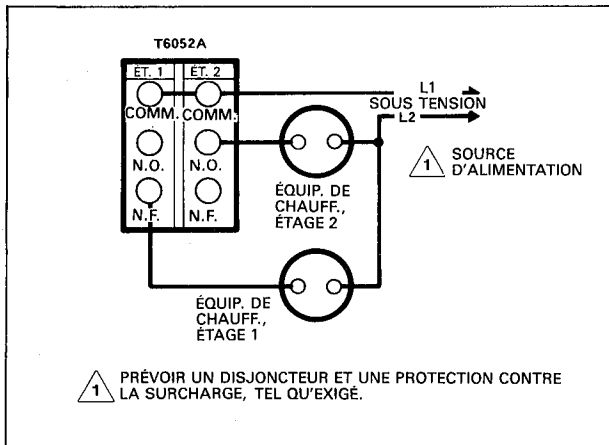 T6052A
ÉT. 1 ÉT. 2
COMM. COMM.
L1
SOUS TENSION
L2
N.O. N.O.
1 SOURCE
D'ALIMENTATION
N.F. N.F.
ÉQUIP. DE
CHAUFF.,
ÉTAGE 2
ÉQUIP. DE
CHAUFF.,
ÉTAGE 1
1 PRÉVOIR UN DISJONCTEUR ET UNE PROTECTION CONTRE
LA SURCHARGE, TEL QU'EXIGÉ.